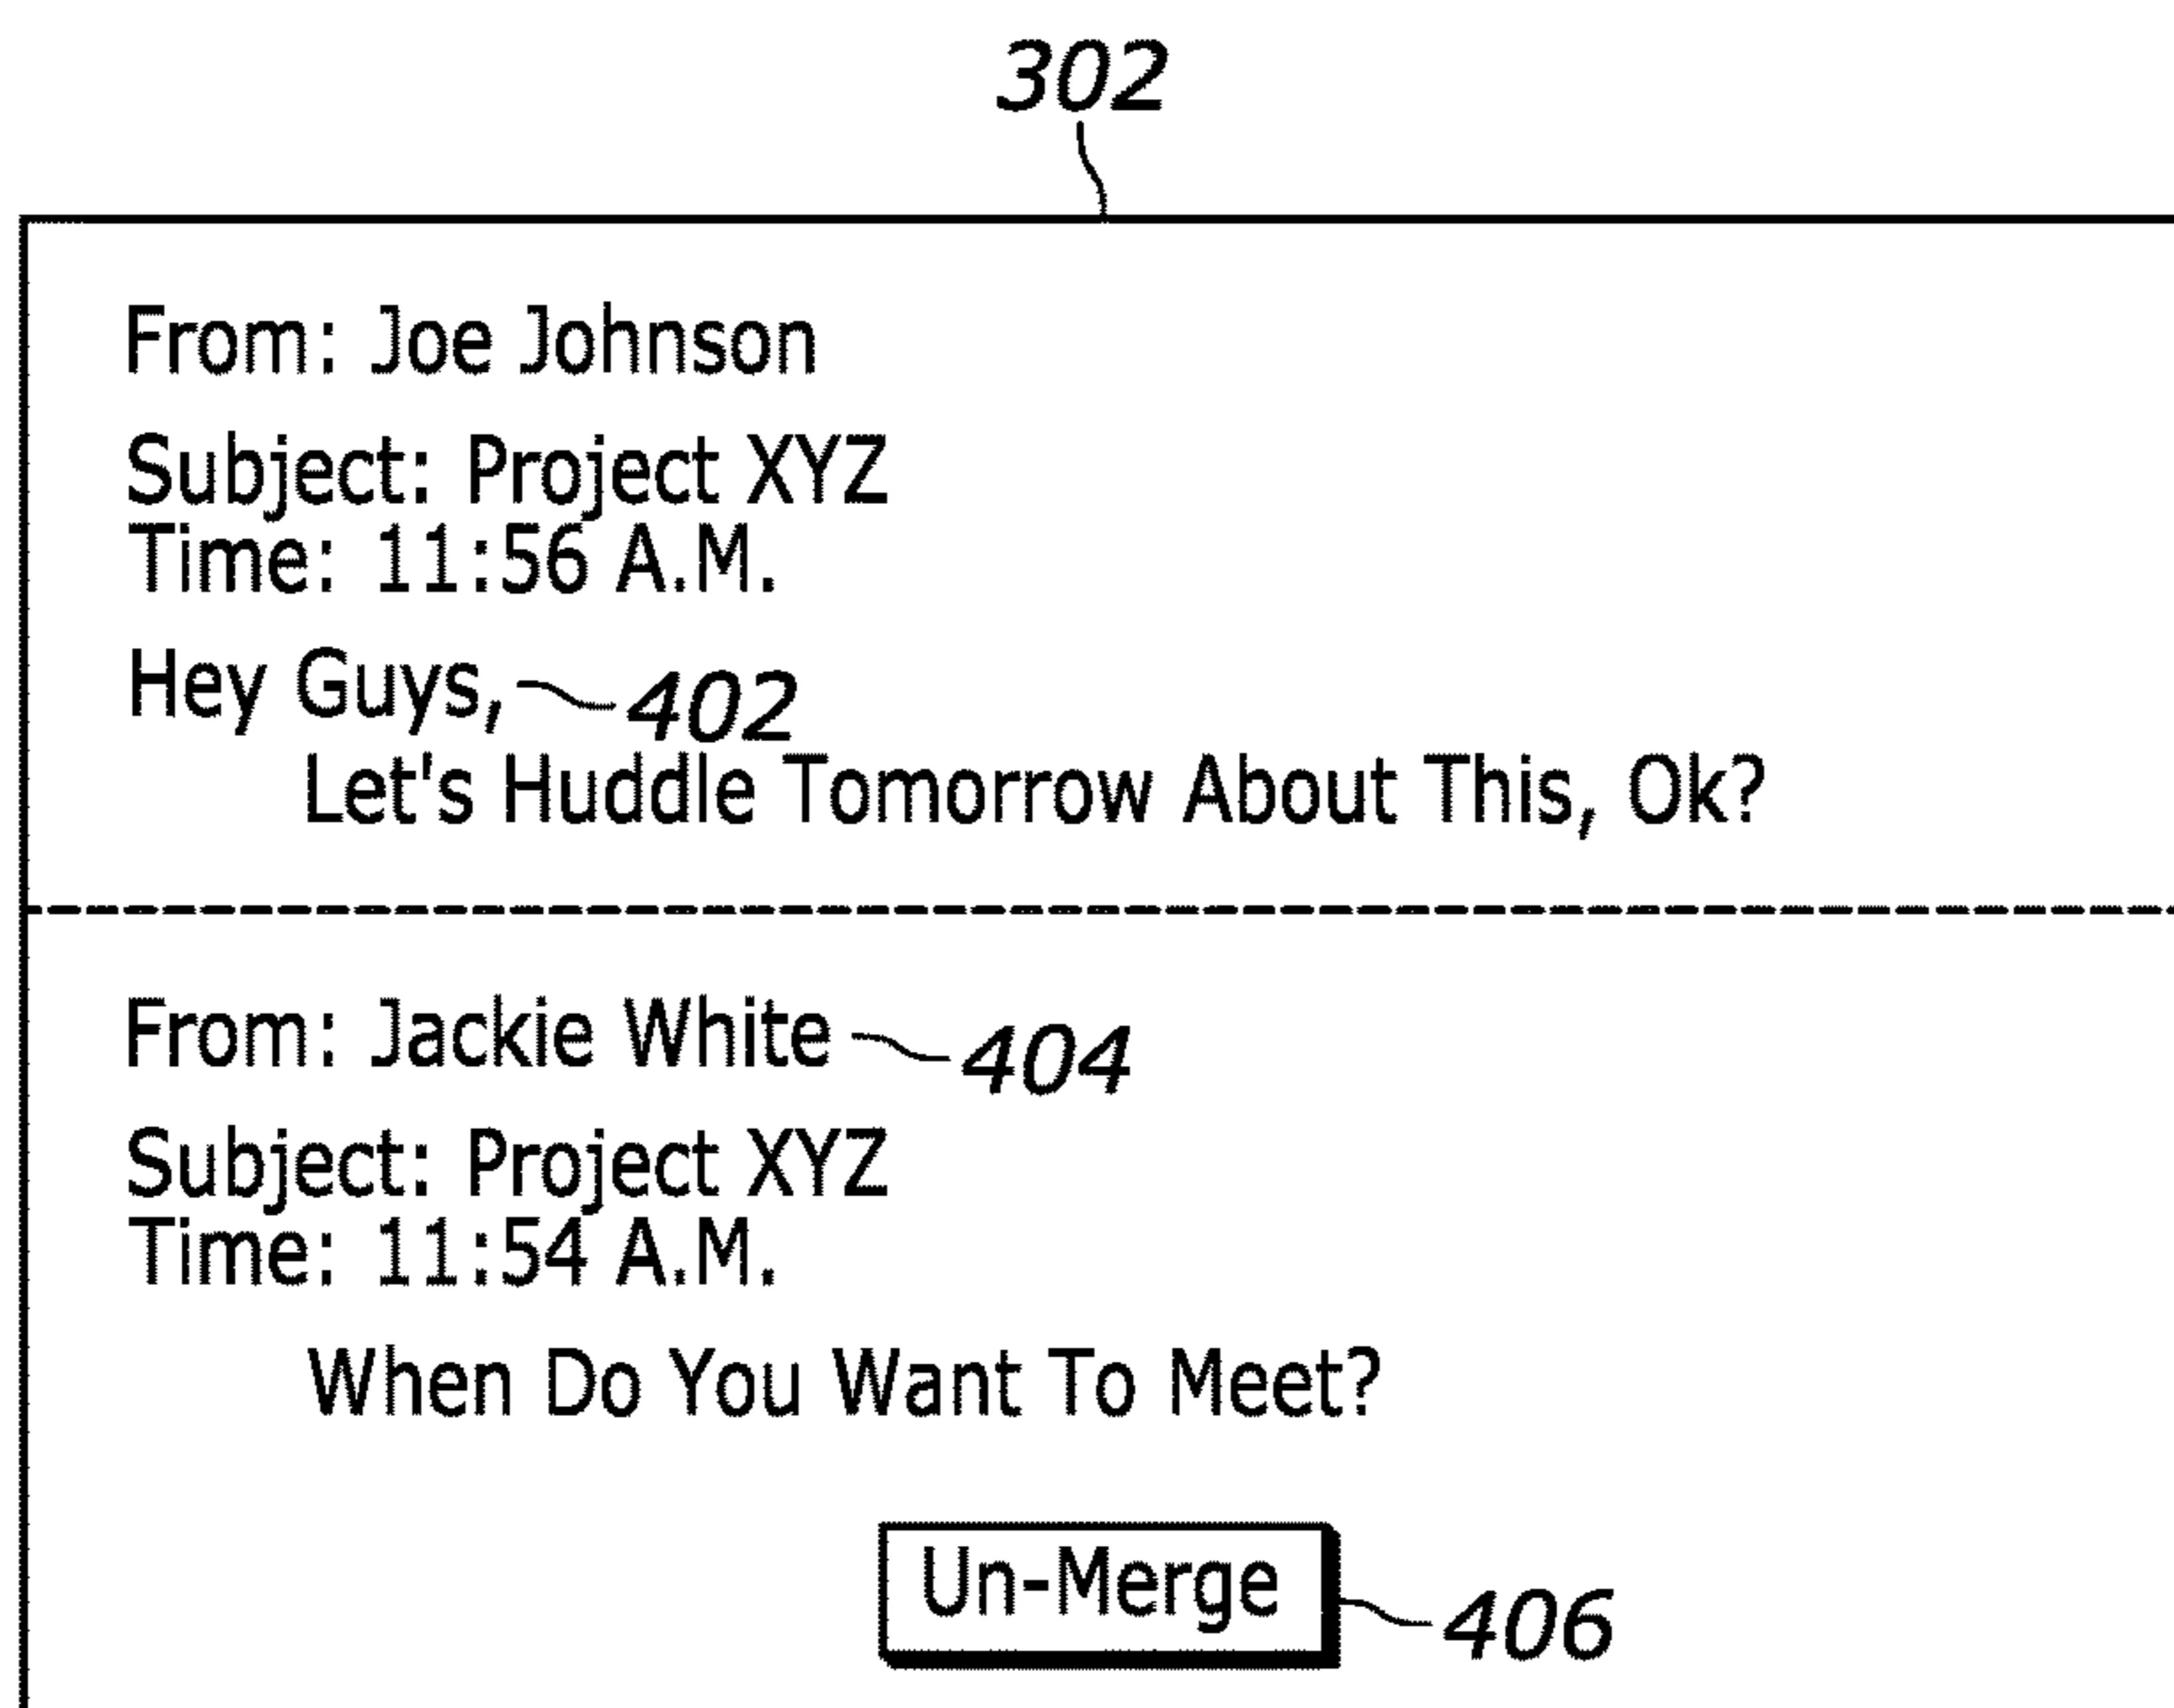 302
From: Joe Johnson
Subject: Project XYZ
Time: 11:56 A.M.
Hey Guys, 402
Let's Huddle Tomorrow About This, Ok?
From: Jackie White 404
Subject: Project XYZ
Time: 11:54 A.M.
When Do You Want To Meet?
Un-Merge 406